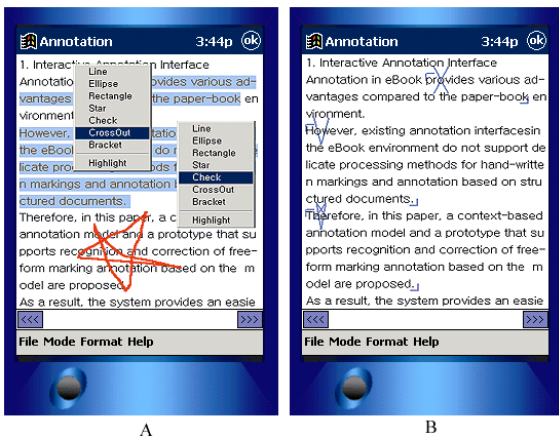 Annotation 3:44p ok
1. Interactive Annotation Interface
Annotatio ovides various ad-
vantages the paper-book en
vironm
However, tatio
the eBoo do
licate proc ds f
n markings and annotation
ctured documents.
Therefore, in this paper, a c
annotation model and a prototype that su
pports recognition and correction of free-
form marking annotation based on the m
odel are proposed.
As a result, the system provides an easie
Line
Ellipse
Rectangle
Star
Check
CrossOut
Bracket
Highlight
Line
Ellipse
Rectangle
Star
Check
CrossOut
Bracket
Highlight
<<< >>>
File Mode Format Help
A
Annotation 3:44p ok
1. Interactive Annotation Interface
Annotation in eBook provides various ad-
vantages compared to the paper-book en
vironment.
However, existing annotation interfacesin
the eBook environment do not support de
licate processing methods for hand-writte
n markings and annotation based on stru
ctured documents.
Therefore, in this paper, a context-based
annotation model and a prototype that su
pports recognition and correction of free-
form marking annotation based on the m
odel are proposed.
As a result, the system provides an easie
<<< >>>
File Mode Format Help
B